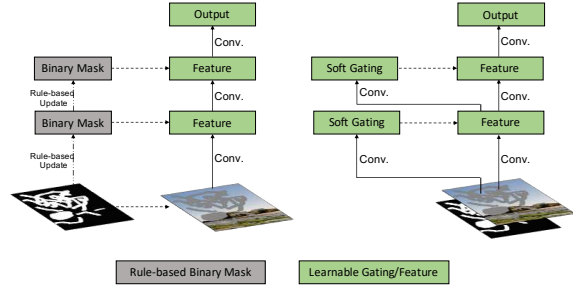 Output
Conv.
Binary Mask
Feature
Rule-based
Update
Conv.
Binary Mask
Feature
Rule-based
Update
Conv.
Output
Conv.
Soft Gating
Feature
Conv.
Conv.
Soft Gating
Feature
Conv.
Conv.
Rule-based Binary Mask
Learnable Gating/Feature